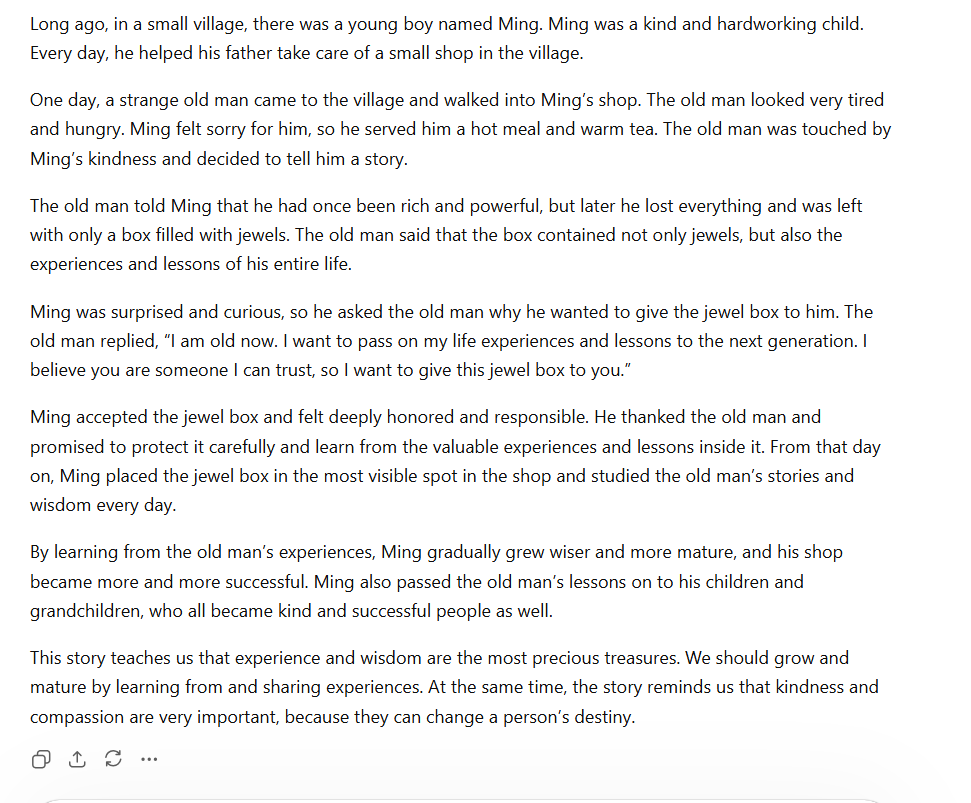 Long ago, in a small village, there was a young boy named Ming. Ming was a kind and hardworking child.
Every day, he helped his father take care of a small shop in the village.
One day, a strange old man came to the village and walked into Ming’s shop. The old man looked very tired
and hungry. Ming felt sorry for him, so he served him a hot meal and warm tea. The old man was touched by
Ming’s kindness and decided to tell him a story.
The old man told Ming that he had once been rich and powerful, but later he lost everything and was left
with only a box filled with jewels. The old man said that the box contained not only jewels, but also the
experiences and lessons of his entire life.
Ming was surprised and curious, so he asked the old man why he wanted to give the jewel box to him. The
old man replied, “I am old now. I want to pass on my life experiences and lessons to the next generation. I
believe you are someone I can trust, so I want to give this jewel box to you.”
Ming accepted the jewel box and felt deeply honored and responsible. He thanked the old man and
promised to protect it carefully and learn from the valuable experiences and lessons inside it. From that day
on, Ming placed the jewel box in the most visible spot in the shop and studied the old man’s stories and
wisdom every day.
By learning from the old man’s experiences, Ming gradually grew wiser and more mature, and his shop
became more and more successful. Ming also passed the old man’s lessons on to his children and
grandchildren, who all became kind and successful people as well.
This story teaches us that experience and wisdom are the most precious treasures. We should grow and
mature by learning from and sharing experiences. At the same time, the story reminds us that kindness and
compassion are very important, because they can change a person’s destiny.